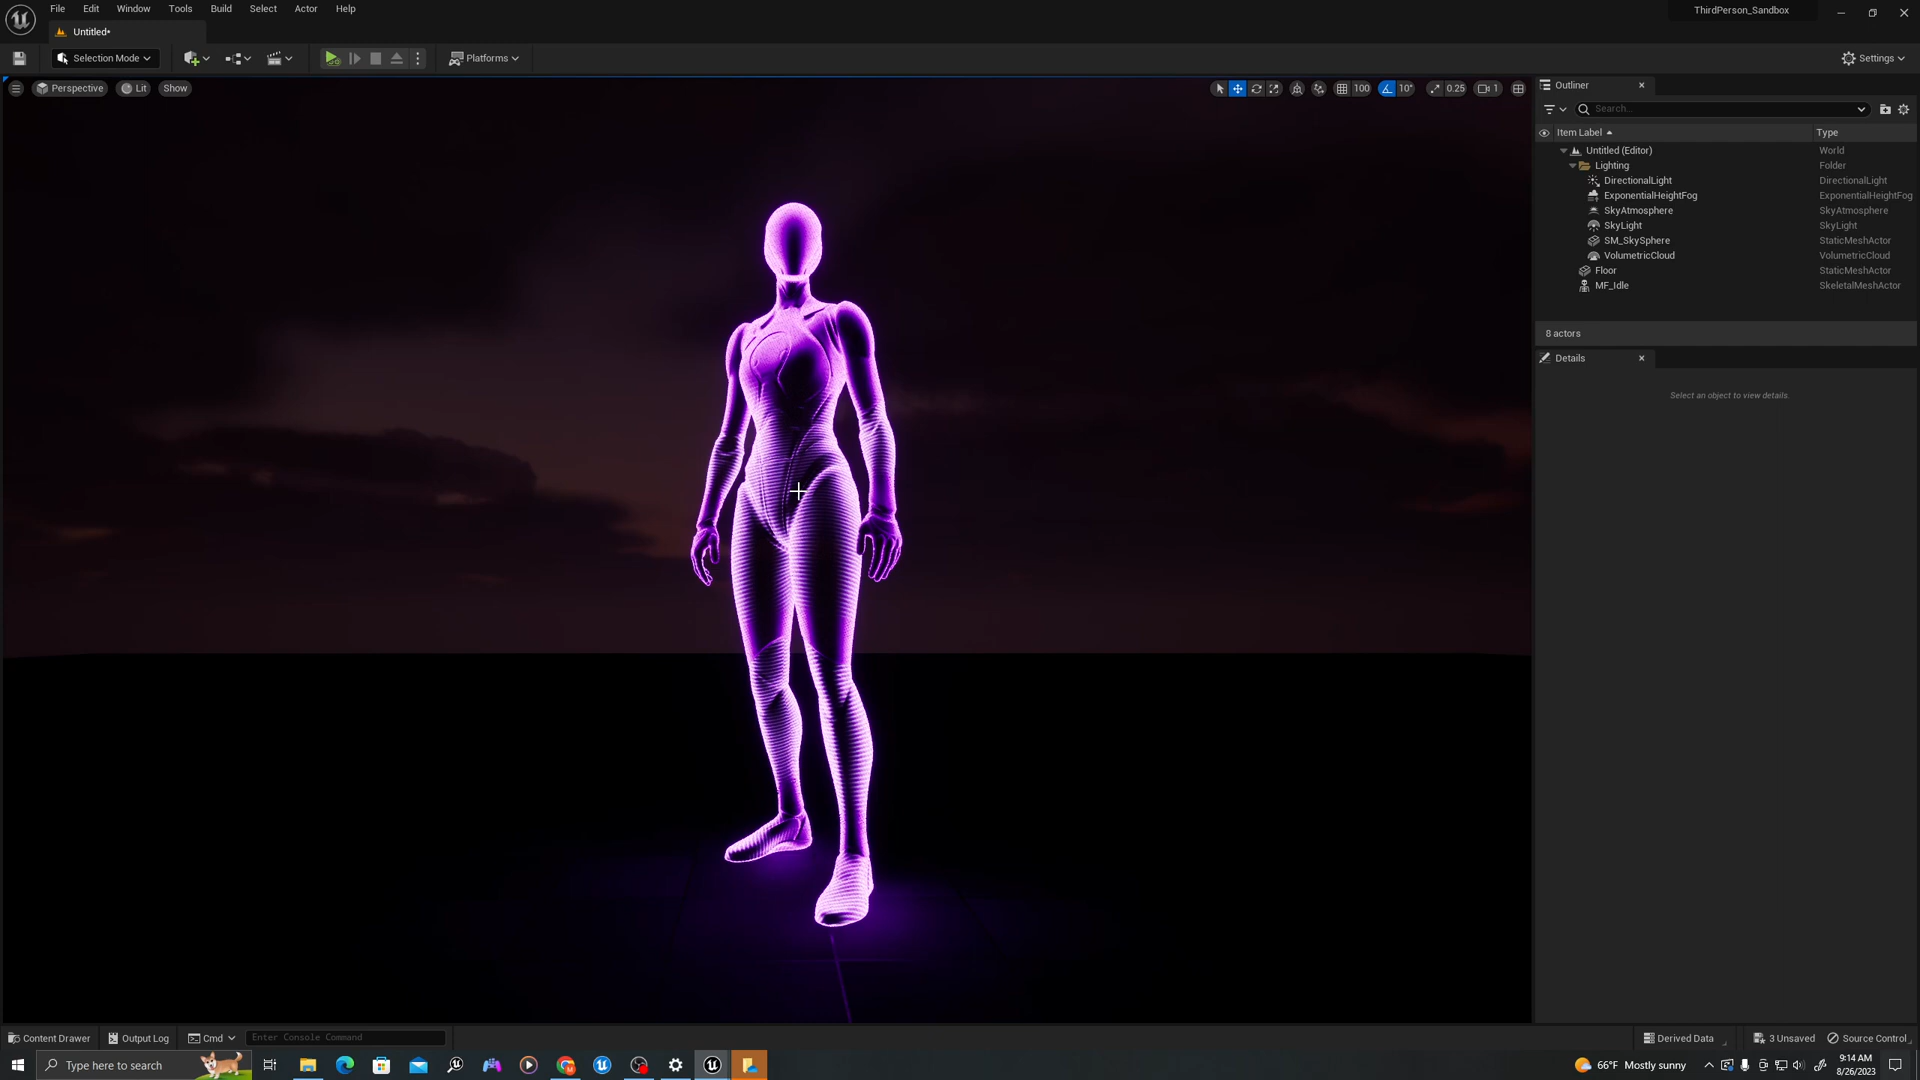 File Edit Window Tools Build Select Actor Help
ThirdPerson_Sandbox
Untitled*
Selection Mode
Platforms
Settings
Perspective Lit Show
100 10° 0.25 1
Outliner
Search...
Item Label Type
Untitled (Editor) World
Lighting Folder
DirectionalLight DirectionalLight
ExponentialHeightFog ExponentialHeightFog
SkyAtmosphere SkyAtmosphere
SkyLight SkyLight
SM_SkySphere StaticMeshActor
VolumetricCloud VolumetricCloud
Floor StaticMeshActor
MF_Idle SkeletalMeshActor
8 actors
Details
Select an object to view details.
Content Drawer Output Log Cmd Enter Console Command
Derived Data 3 Unsaved Source Control
Type here to search
66°F Mostly sunny
9:14 AM
8/26/2023